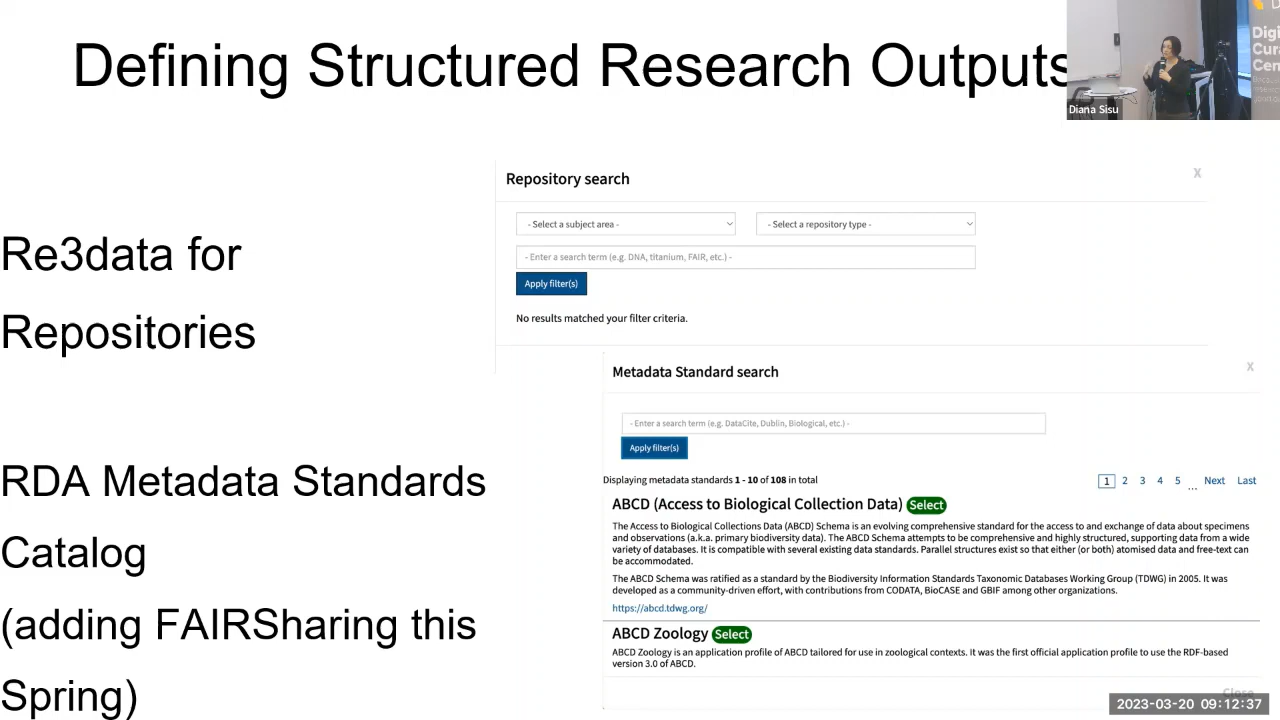 Defining Structured Research Outputs
Diana Sisu
Re3data for
Repositories
RDA Metadata Standards
Catalog
(adding FAIRSharing this
Spring)
Repository search
X
- Select a subject area -
- Select a repository type -
- Enter a search term (e.g. DNA, titanium, FAIR, etc.) -
Apply filter(s)
No results matched your filter criteria.
Metadata Standard search
X
- Enter a search term (e.g. DataCite, Dublin, Biological, etc.) -
Apply filter(s)
Displaying metadata standards 1 - 10 of 108 in total
1 2 3 4 5 ... Next Last
ABCD (Access to Biological Collection Data) Select
The Access to Biological Collections Data (ABCD) Schema is an evolving comprehensive standard for the access to and exchange of data about specimens
and observations (a.k.a. primary biodiversity data). The ABCD Schema attempts to be comprehensive and highly structured, supporting data from a wide
variety of databases. It is compatible with several existing data standards. Parallel structures exist so that either (or both) atomised data and free-text can
be accommodated.
The ABCD Schema was ratified as a standard by the Biodiversity Information Standards Taxonomic Databases Working Group (TDWG) in 2005. It was
developed as a community-driven effort, with contributions from CODATA, BioCASE and GBIF among other organizations.
https://abcd.tdwg.org/
ABCD Zoology Select
ABCD Zoology is an application profile of ABCD tailored for use in zoological contexts. It was the first official application profile to use the RDF-based
version 3.0 of ABCD.
Close
2023-03-20 09:12:37